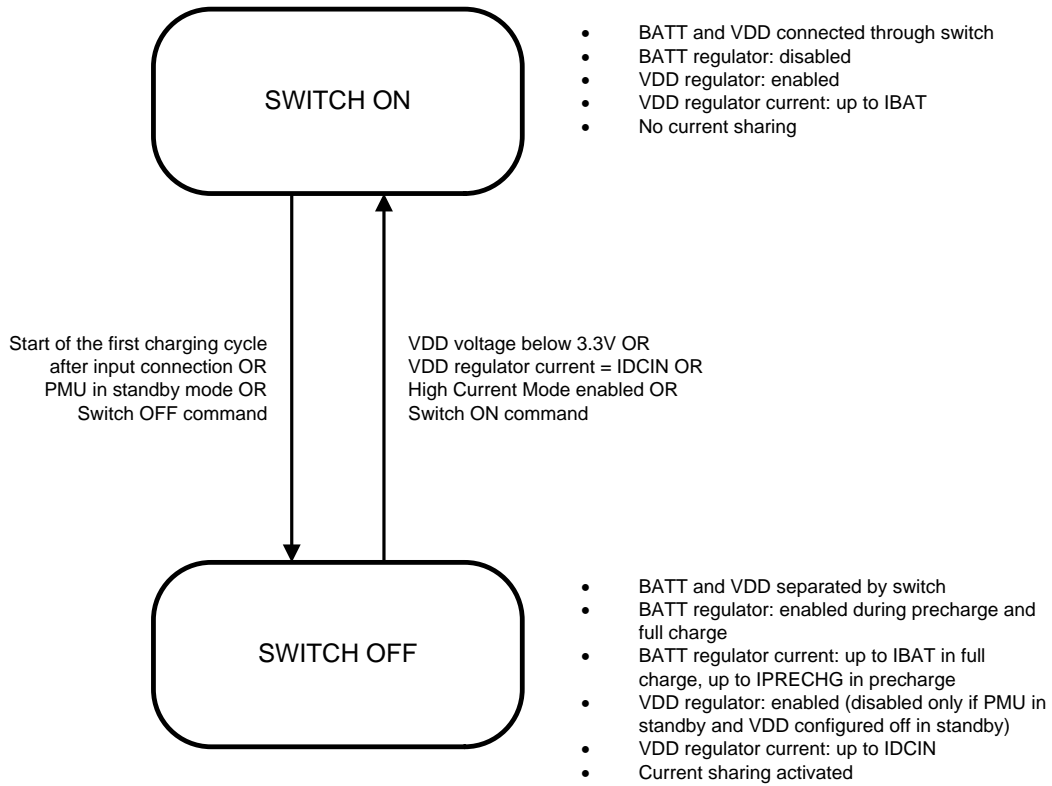 SWITCH ON
• BATT and VDD connected through switch
• BATT regulator: disabled
• VDD regulator: enabled
• VDD regulator current: up to IBAT
• No current sharing
Start of the first charging cycle
after input connection OR
PMU in standby mode OR
Switch OFF command
VDD voltage below 3.3V OR
VDD regulator current = IDCIN OR
High Current Mode enabled OR
Switch ON command
SWITCH OFF
• BATT and VDD separated by switch
• BATT regulator: enabled during precharge and
full charge
• BATT regulator current: up to IBAT in full
charge, up to IPRECHG in precharge
• VDD regulator: enabled (disabled only if PMU in
standby and VDD configured off in standby)
• VDD regulator current: up to IDCIN
• Current sharing activated